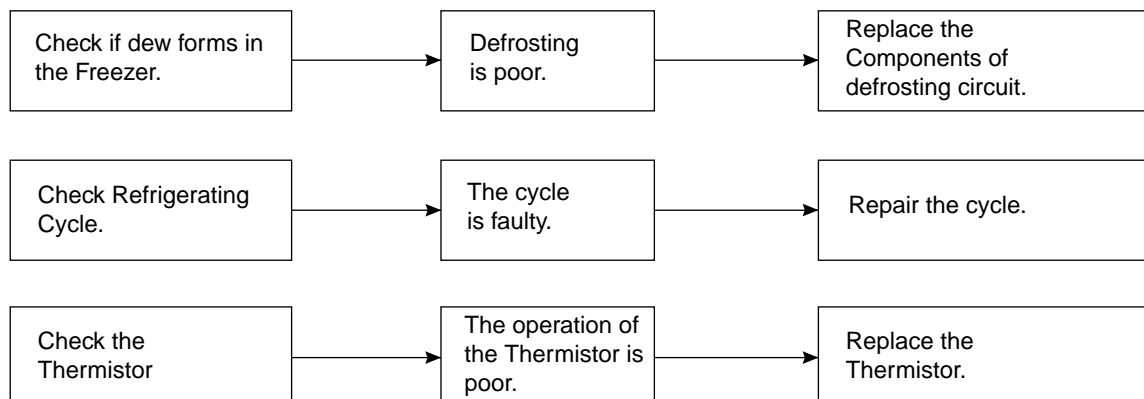 Check if dew forms in
the Freezer.
Defrosting
is poor.
Replace the
Components of
defrosting circuit.
Check Refrigerating
Cycle.
The cycle
is faulty.
Repair the cycle.
Check the
Thermistor
The operation of
the Thermistor is
poor.
Replace the
Thermistor.